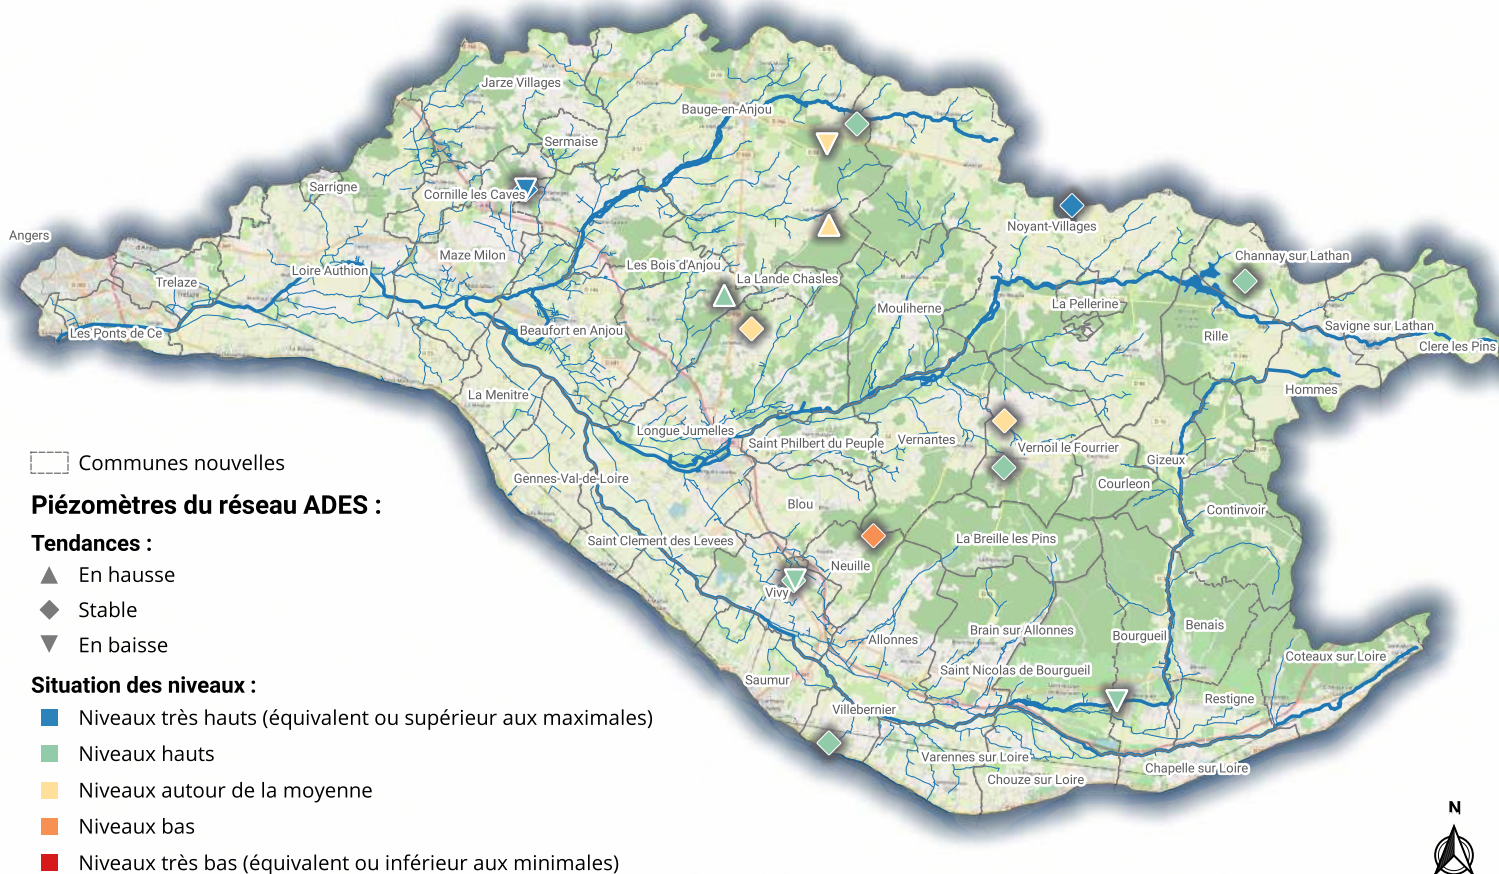 Jarze Villages
Bauge-en-Anjou
Sermaise
Sarrigne
Cornille les Caves
Noyant-Villages
Angers
Maze Milon
Channay sur Lathan
Les Bois d'Anjou
Loire Authion
La Lande Chasles
Trelaze
Mouliherne
La Pellerine
Les Ponts de Ce
Beaufort en Anjou
Savigne sur Lathan
Rille
Clere les Pins
Hommes
La Menitre
Longue Jumelles
Saint Philbert du Peuple
Vernantes
Vernoil le Fourrier
Gizeux
Gennes-Val-de-Loire
Courleon
Blou
Continvoir
Saint Clement des Levees
La Breille les Pins
Neuille
Vivy
Benais
Brain sur Allonnes
Bourgueil
Allonnes
Coteaux sur Loire
Saint Nicolas de Bourgueil
Saumur
Restigne
Villebernier
Varennes sur Loire
Chapelle sur Loire
Chouze sur Loire
Communes nouvelles
Piézomètres du réseau ADES :
Tendances :
En hausse
Stable
En baisse
Situation des niveaux :
Niveaux très hauts (équivalent ou supérieur aux maximales)
Niveaux hauts
Niveaux autour de la moyenne
Niveaux bas
Niveaux très bas (équivalent ou inférieur aux minimales)
N